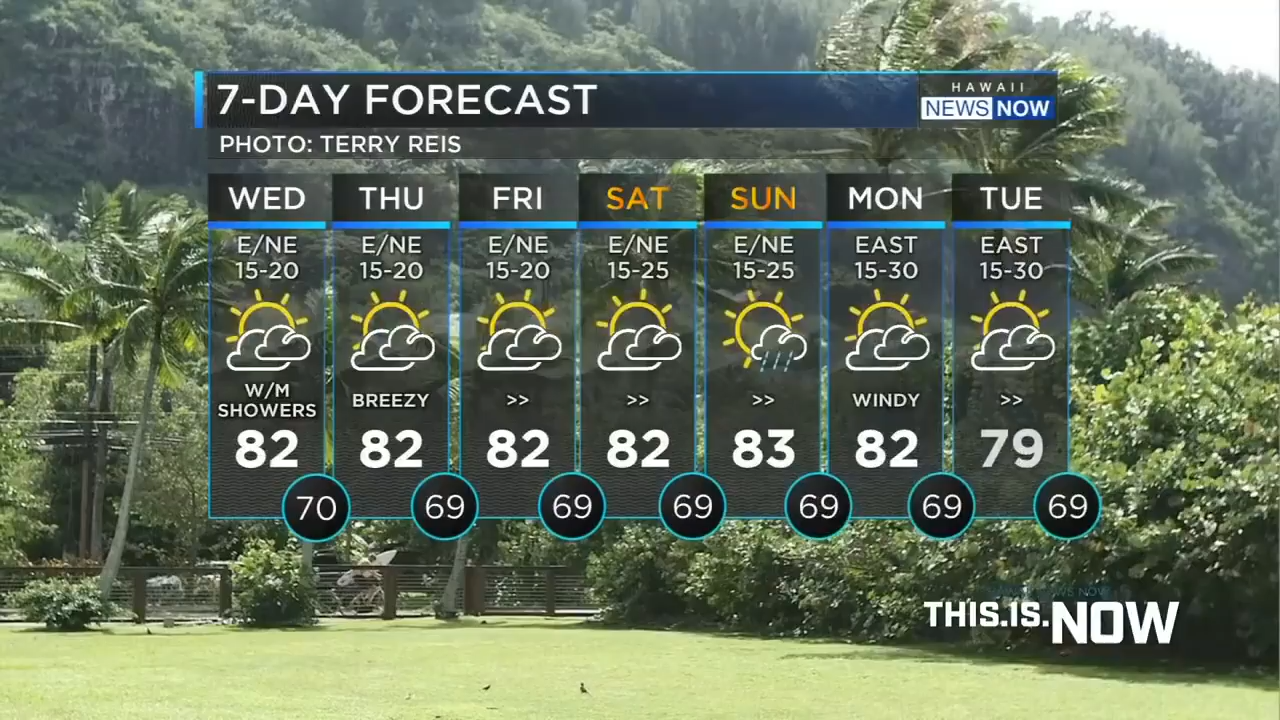 7-DAY FORECAST
HAWAII
NEWS NOW
PHOTO: TERRY REIS
WED THU FRI SAT SUN MON TUE
E/NE E/NE E/NE E/NE E/NE EAST EAST
15-20 15-20 15-20 15-25 15-25 15-30 15-30
W/M
SHOWERS BREEZY >> >> >> WINDY >>
82 82 82 82 83 82 79
70 69 69 69 69 69 69
THIS.IS.NOW